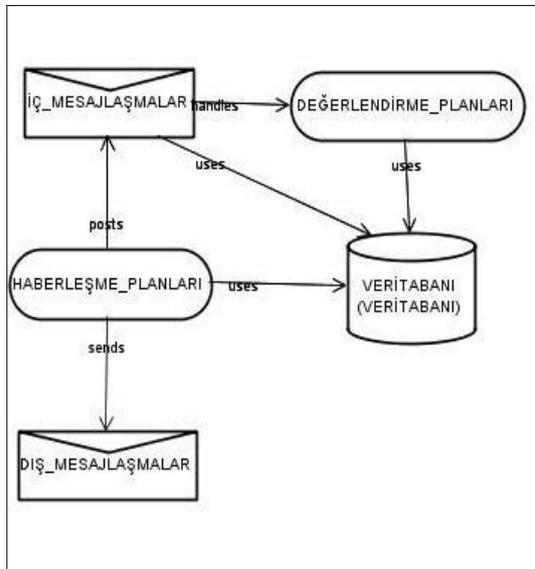 İÇ_MESAJLAŞMALAR
handles
DEĞERLENDİRME_PLANLARI
uses
uses
posts
HABERLEŞME_PLANLARI
uses
VERİTABANI
(VERİTABANI)
sends
DIŞ_MESAJLAŞMALAR